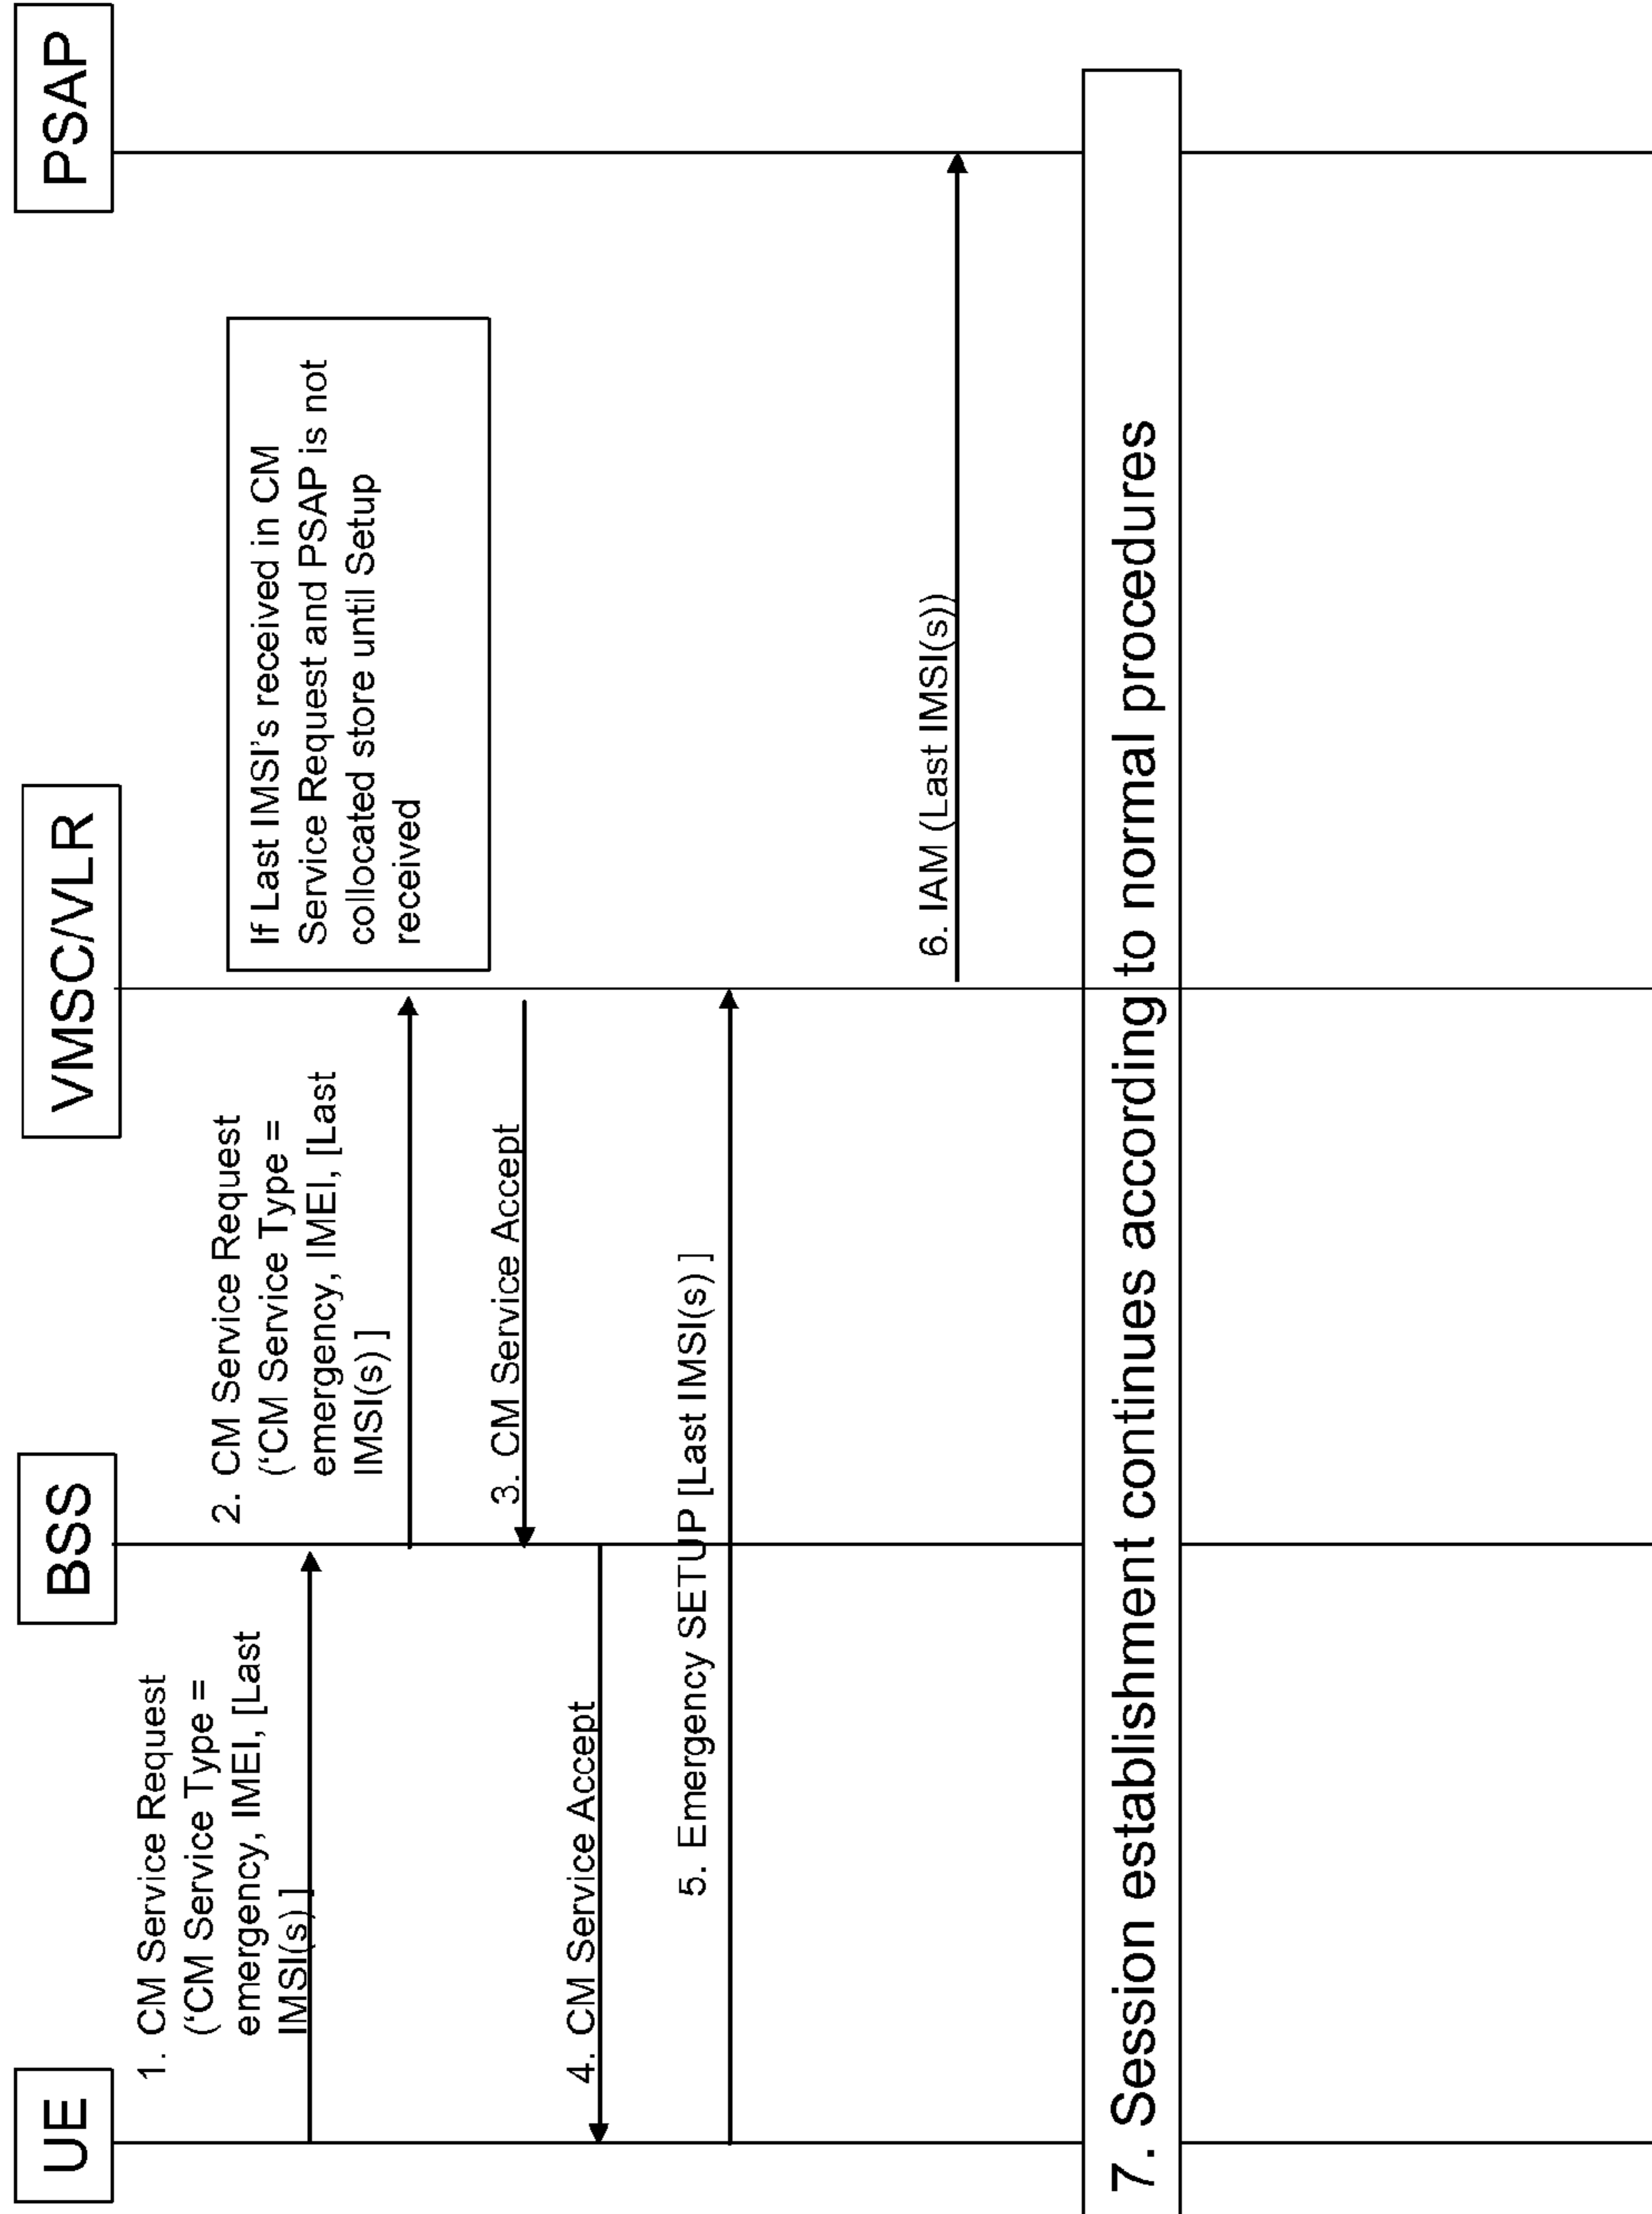 UE
BSS
VMSC/VLR
PSAP
1. CM Service Request
(‘CM Service Type =
emergency, IMEI, [Last
IMSI(s) ]
2. CM Service Request
(‘CM Service Type =
emergency, IMEI, [Last
IMSI(s) ]
If Last IMSI’s received in CM
Service Request and PSAP is not
collocated store until Setup
received
3. CM Service Accept
4. CM Service Accept
5. Emergency SETUP [Last IMSI(s) ]
6. IAM (Last IMSI(s))
7. Session establishment continues according to normal procedures